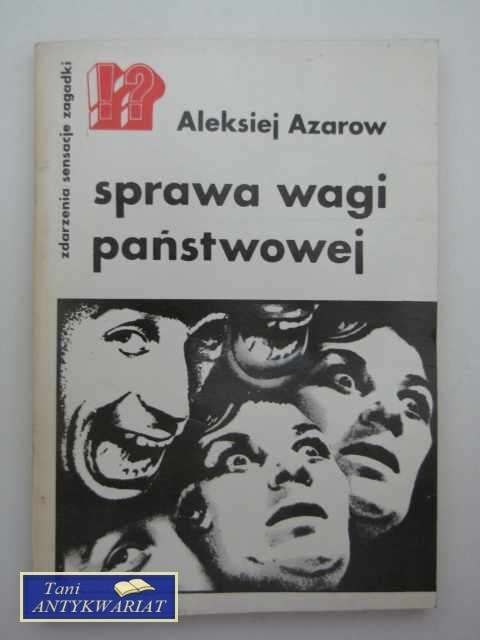 zdarzenia sensacje zagadki
!?
Aleksiej Azarow
sprawa wagi
państwowej
Tani
ANTYKWARIAT